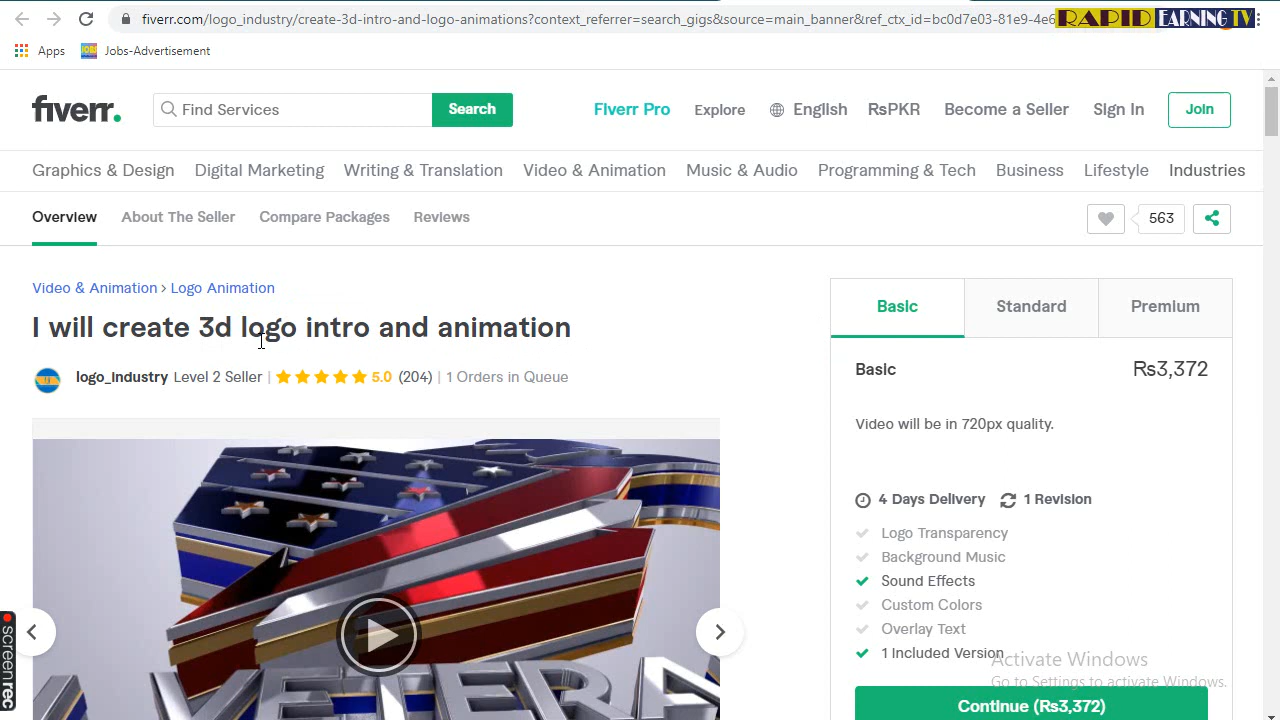 fiverr.com/logo_industry/create-3d-intro-and-logo-animations?context_referrer=search_gigs&source=main_banner&ref_ctx_id=bc0d7e03-81e9-4e6
RAPID EARNING TV
Apps
JOBS Jobs-Advertisement
fiverr.
Find Services
Search
Fiverr Pro
Explore
English
RsPKR
Become a Seller
Sign In
Join
Graphics & Design
Digital Marketing
Writing & Translation
Video & Animation
Music & Audio
Programming & Tech
Business
Lifestyle
Industries
Overview
About The Seller
Compare Packages
Reviews
563
Video & Animation › Logo Animation
I will create 3d logo intro and animation
logo_industry Level 2 Seller | 5.0 (204) | 1 Orders in Queue
VETERA
Basic
Standard
Premium
Basic
Rs3,372
Video will be in 720px quality.
4 Days Delivery
1 Revision
Logo Transparency
Background Music
Sound Effects
Custom Colors
Overlay Text
1 Included Version
Activate Windows
Go to Settings to activate Windows.
Continue (Rs3,372)
screenrec